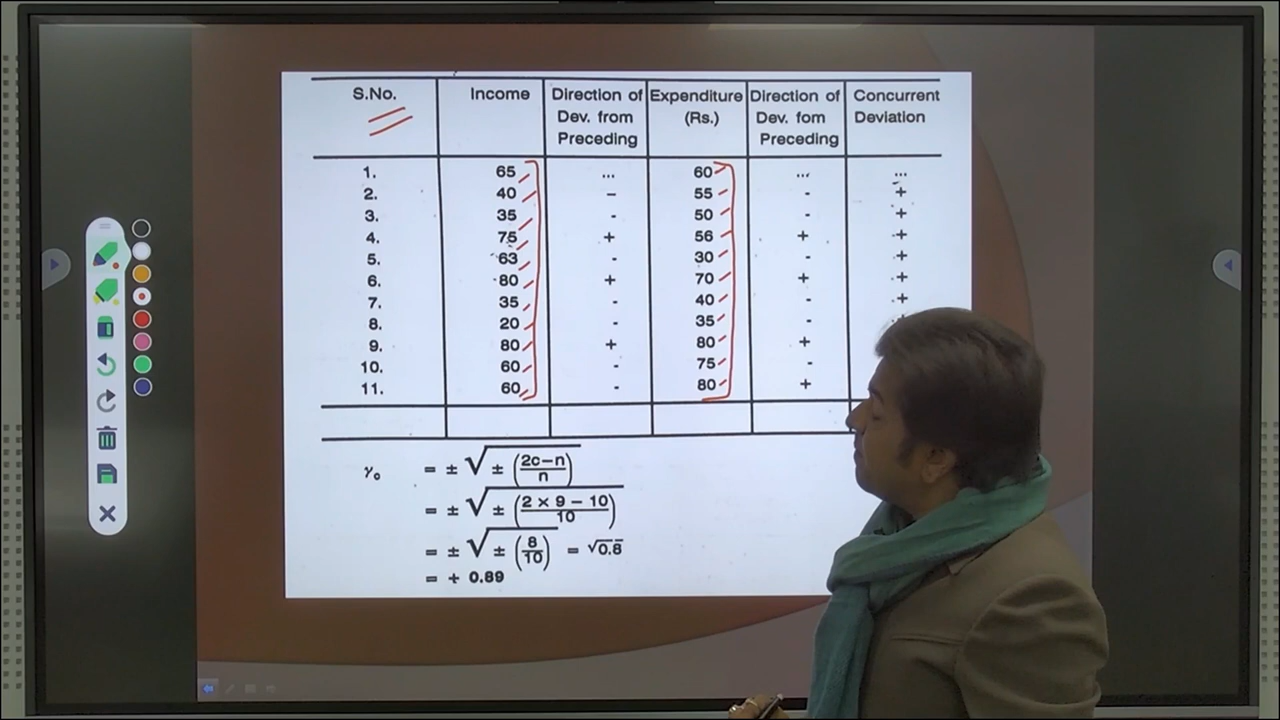 S.No. Income Direction of Dev. from Preceding Expenditure (Rs.) Direction of Dev. fom Preceding Concurrent Deviation
1. 65 ... 60 ... ...
2. 40 – 55 - +
3. 35 - 50 - +
4. 75 + 56 + +
5. 63 - 30 - +
6. 80 + 70 + +
7. 35 - 40 - +
8. 20 - 35 -
9. 80 + 80 +
10. 60 - 75 -
11. 60 - 80 +
γo = ± √ ± (2c–n / n)
= ± √ ± (2 × 9 – 10 / 10)
= ± √ ± (8/10) = √0.8
= + 0.89